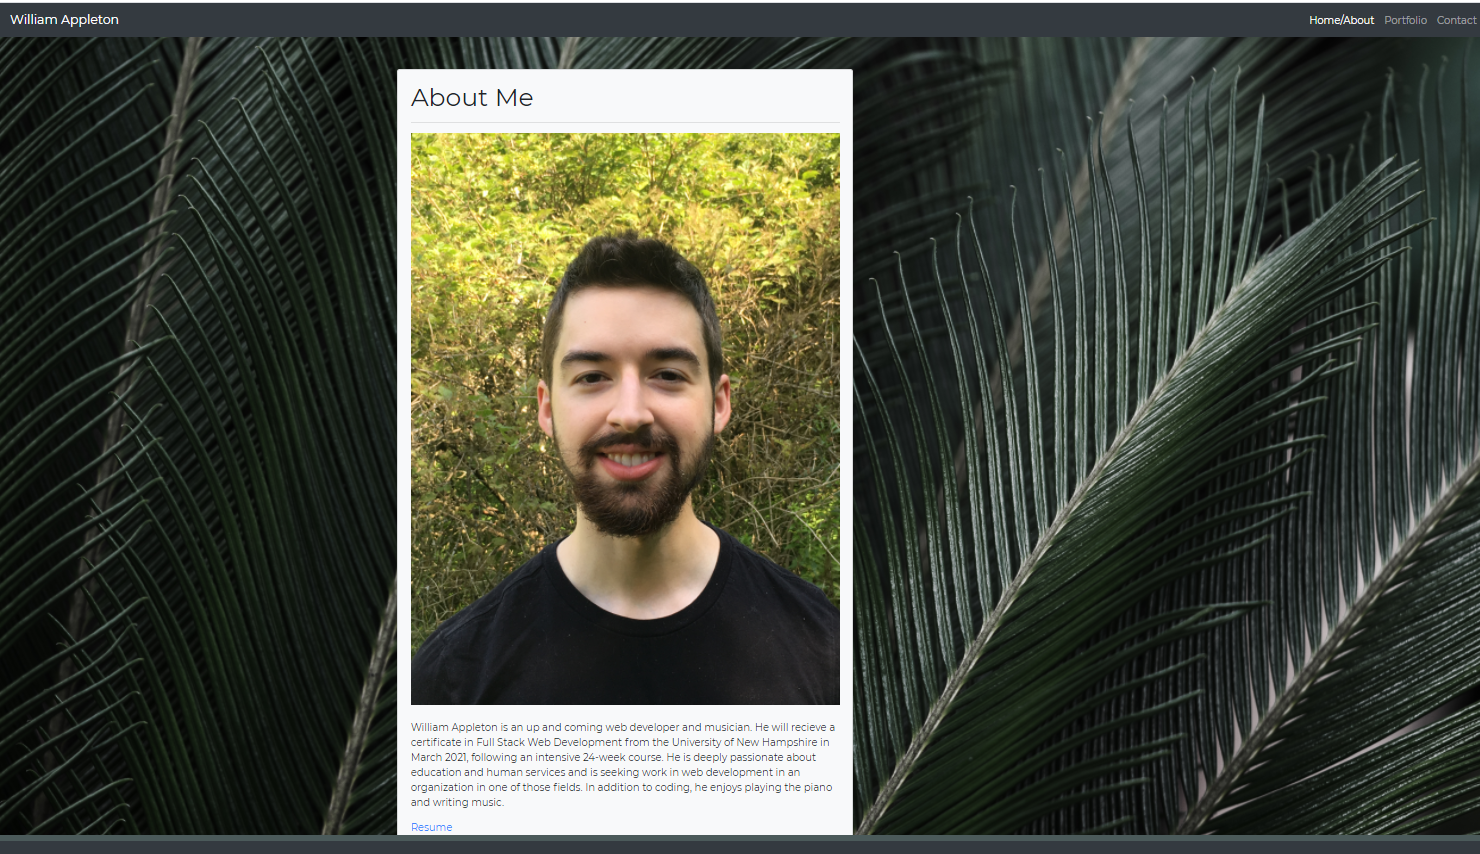 William Appleton
Home/About Portfolio Contact
About Me
William Appleton is an up and coming web developer and musician. He will recieve a
certificate in Full Stack Web Development from the University of New Hampshire in
March 2021, following an intensive 24-week course. He is deeply passionate about
education and human services and is seeking work in web development in an
organization in one of those fields. In addition to coding, he enjoys playing the piano
and writing music.
Resume